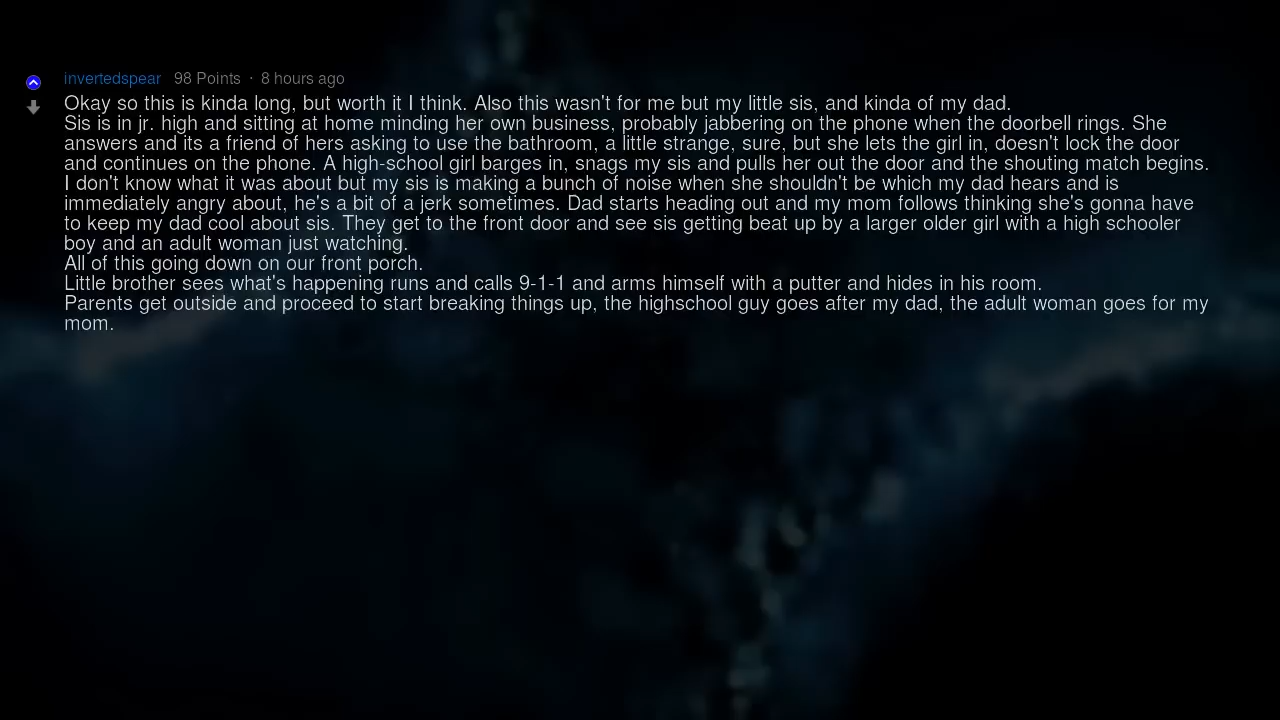 invertedspear 98 Points · 8 hours ago
Okay so this is kinda long, but worth it I think. Also this wasn't for me but my little sis, and kinda of my dad.
Sis is in jr. high and sitting at home minding her own business, probably jabbering on the phone when the doorbell rings. She
answers and its a friend of hers asking to use the bathroom, a little strange, sure, but she lets the girl in, doesn't lock the door
and continues on the phone. A high-school girl barges in, snags my sis and pulls her out the door and the shouting match begins.
I don't know what it was about but my sis is making a bunch of noise when she shouldn't be which my dad hears and is
immediately angry about, he's a bit of a jerk sometimes. Dad starts heading out and my mom follows thinking she's gonna have
to keep my dad cool about sis. They get to the front door and see sis getting beat up by a larger older girl with a high schooler
boy and an adult woman just watching.
All of this going down on our front porch.
Little brother sees what's happening runs and calls 9-1-1 and arms himself with a putter and hides in his room.
Parents get outside and proceed to start breaking things up, the highschool guy goes after my dad, the adult woman goes for my
mom.